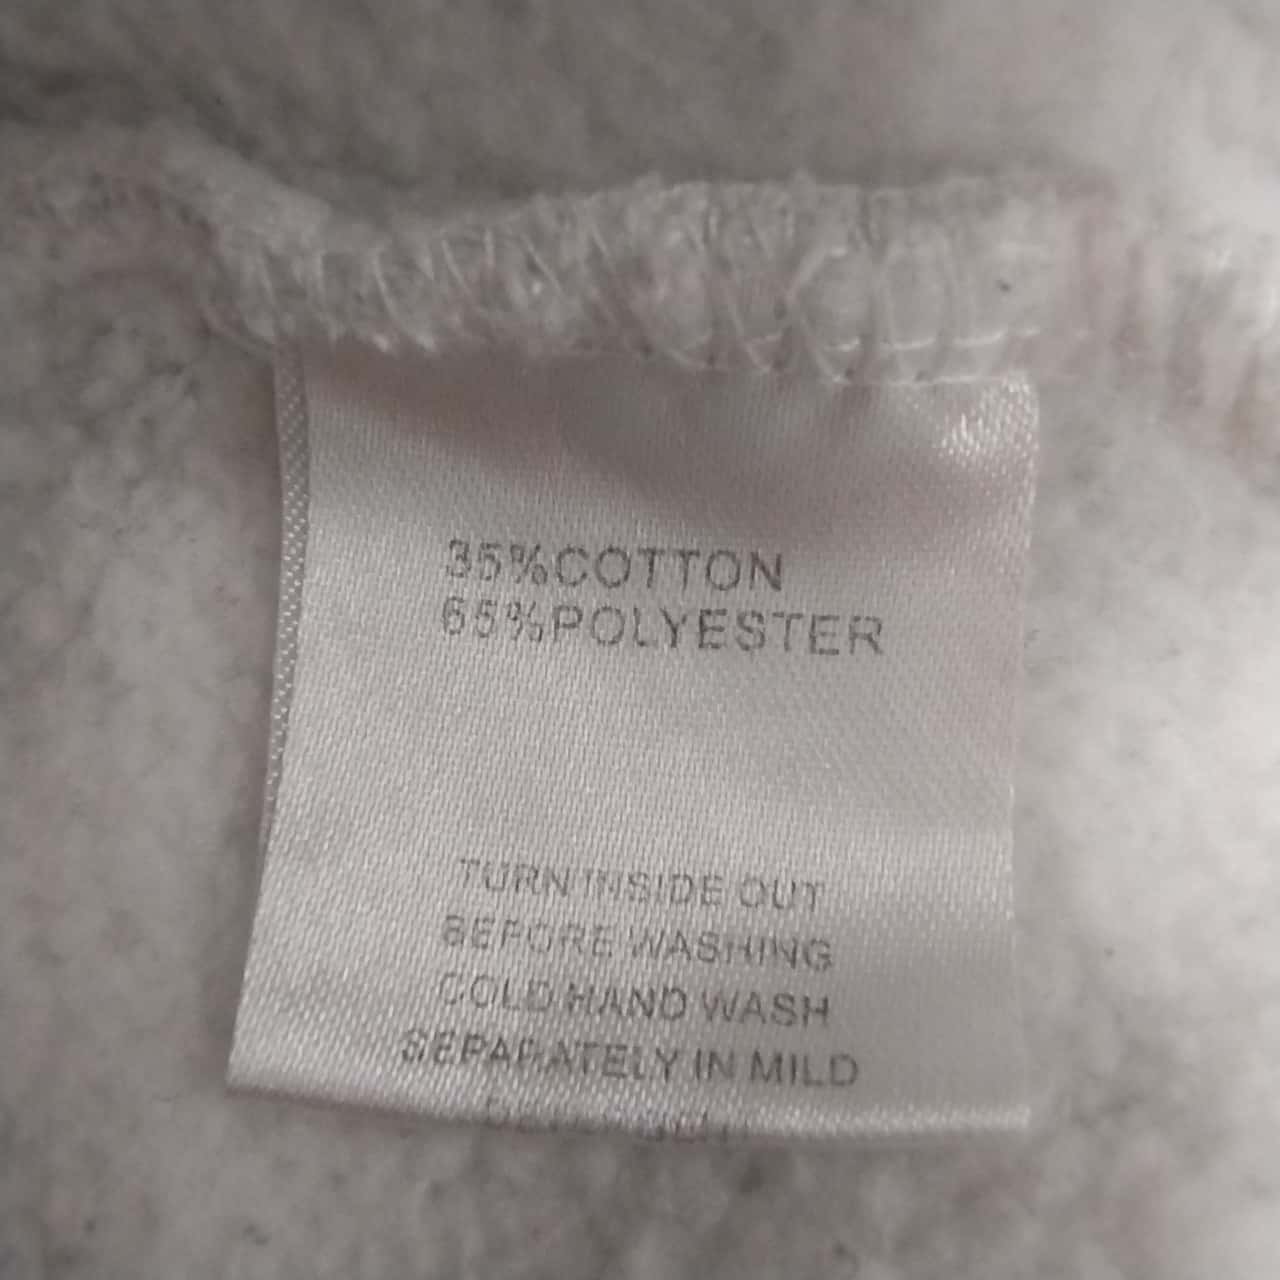 35%COTTON
65%POLYESTER
TURN INSIDE OUT
BEFORE WASHING
COLD HAND WASH
SEPARATELY IN MILD